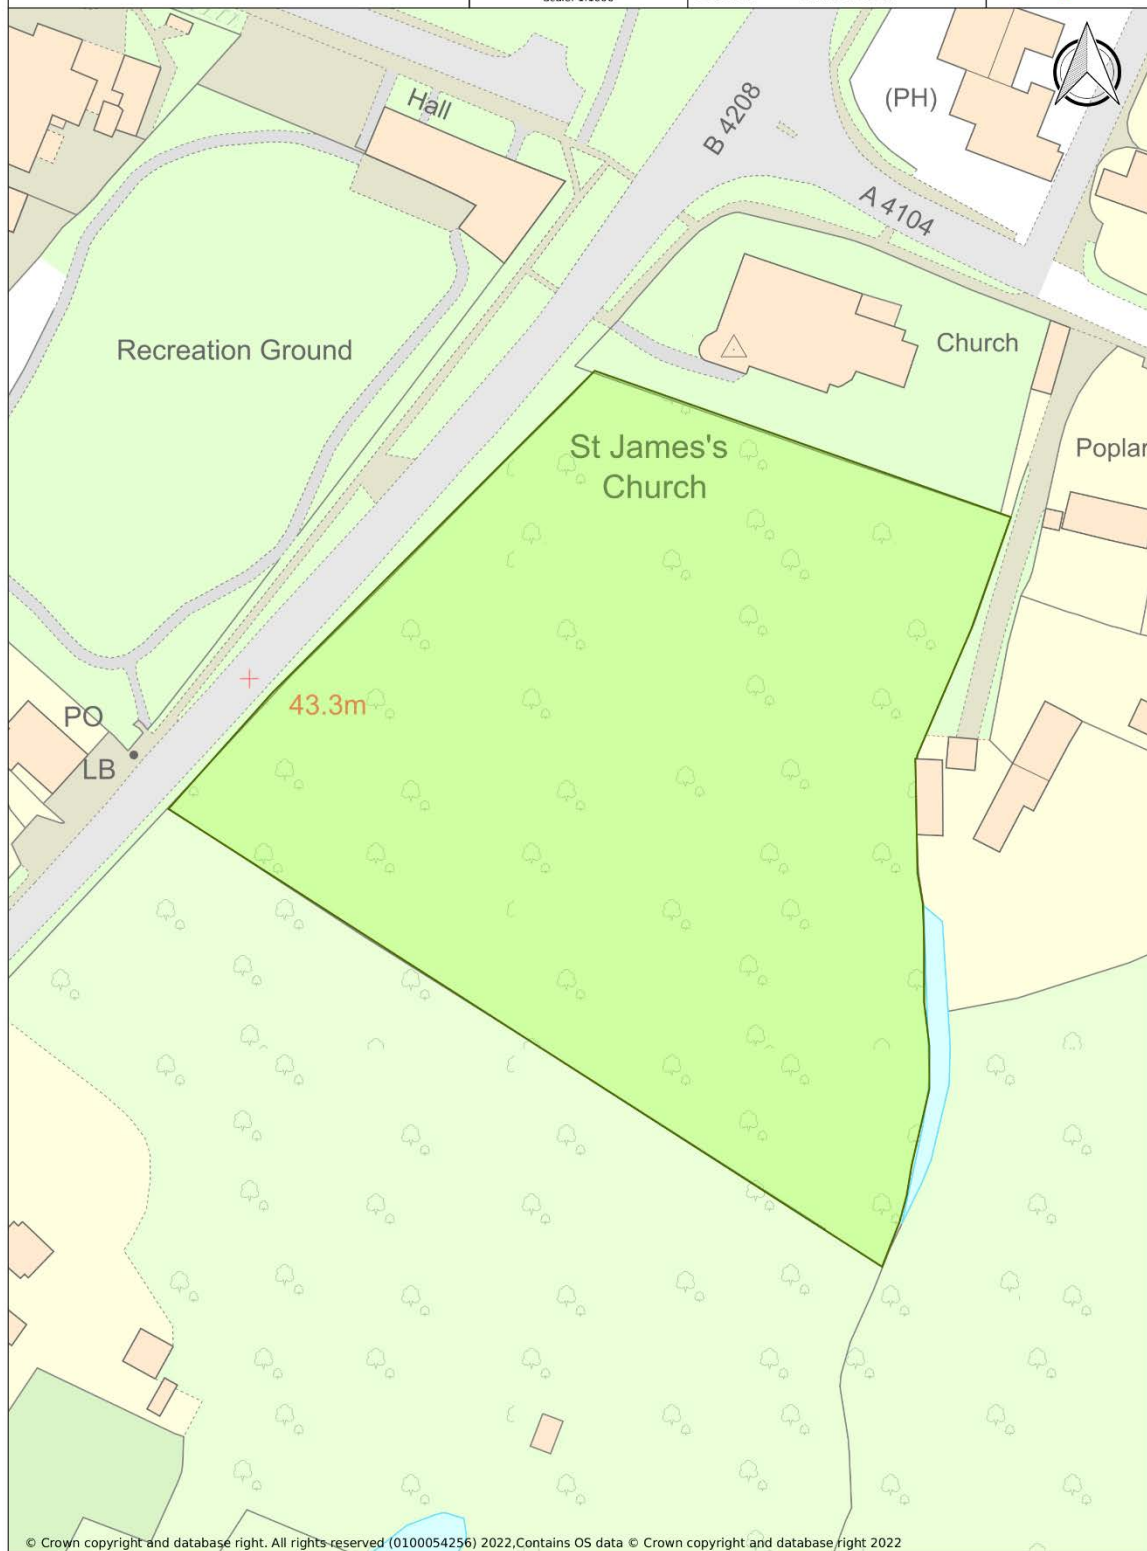 Hall
B 4208
(PH)
A 4104
Recreation Ground
Church
St James's
Church
Poplar
43.3m
PO
LB
© Crown copyright and database right. All rights reserved (0100054256) 2022,Contains OS data © Crown copyright and database right 2022